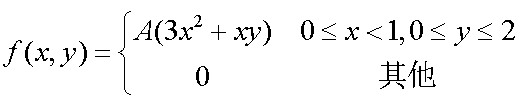 f(x, y) = { A(3x² + xy)   0 ≤ x < 1, 0 ≤ y ≤ 2
0   其他